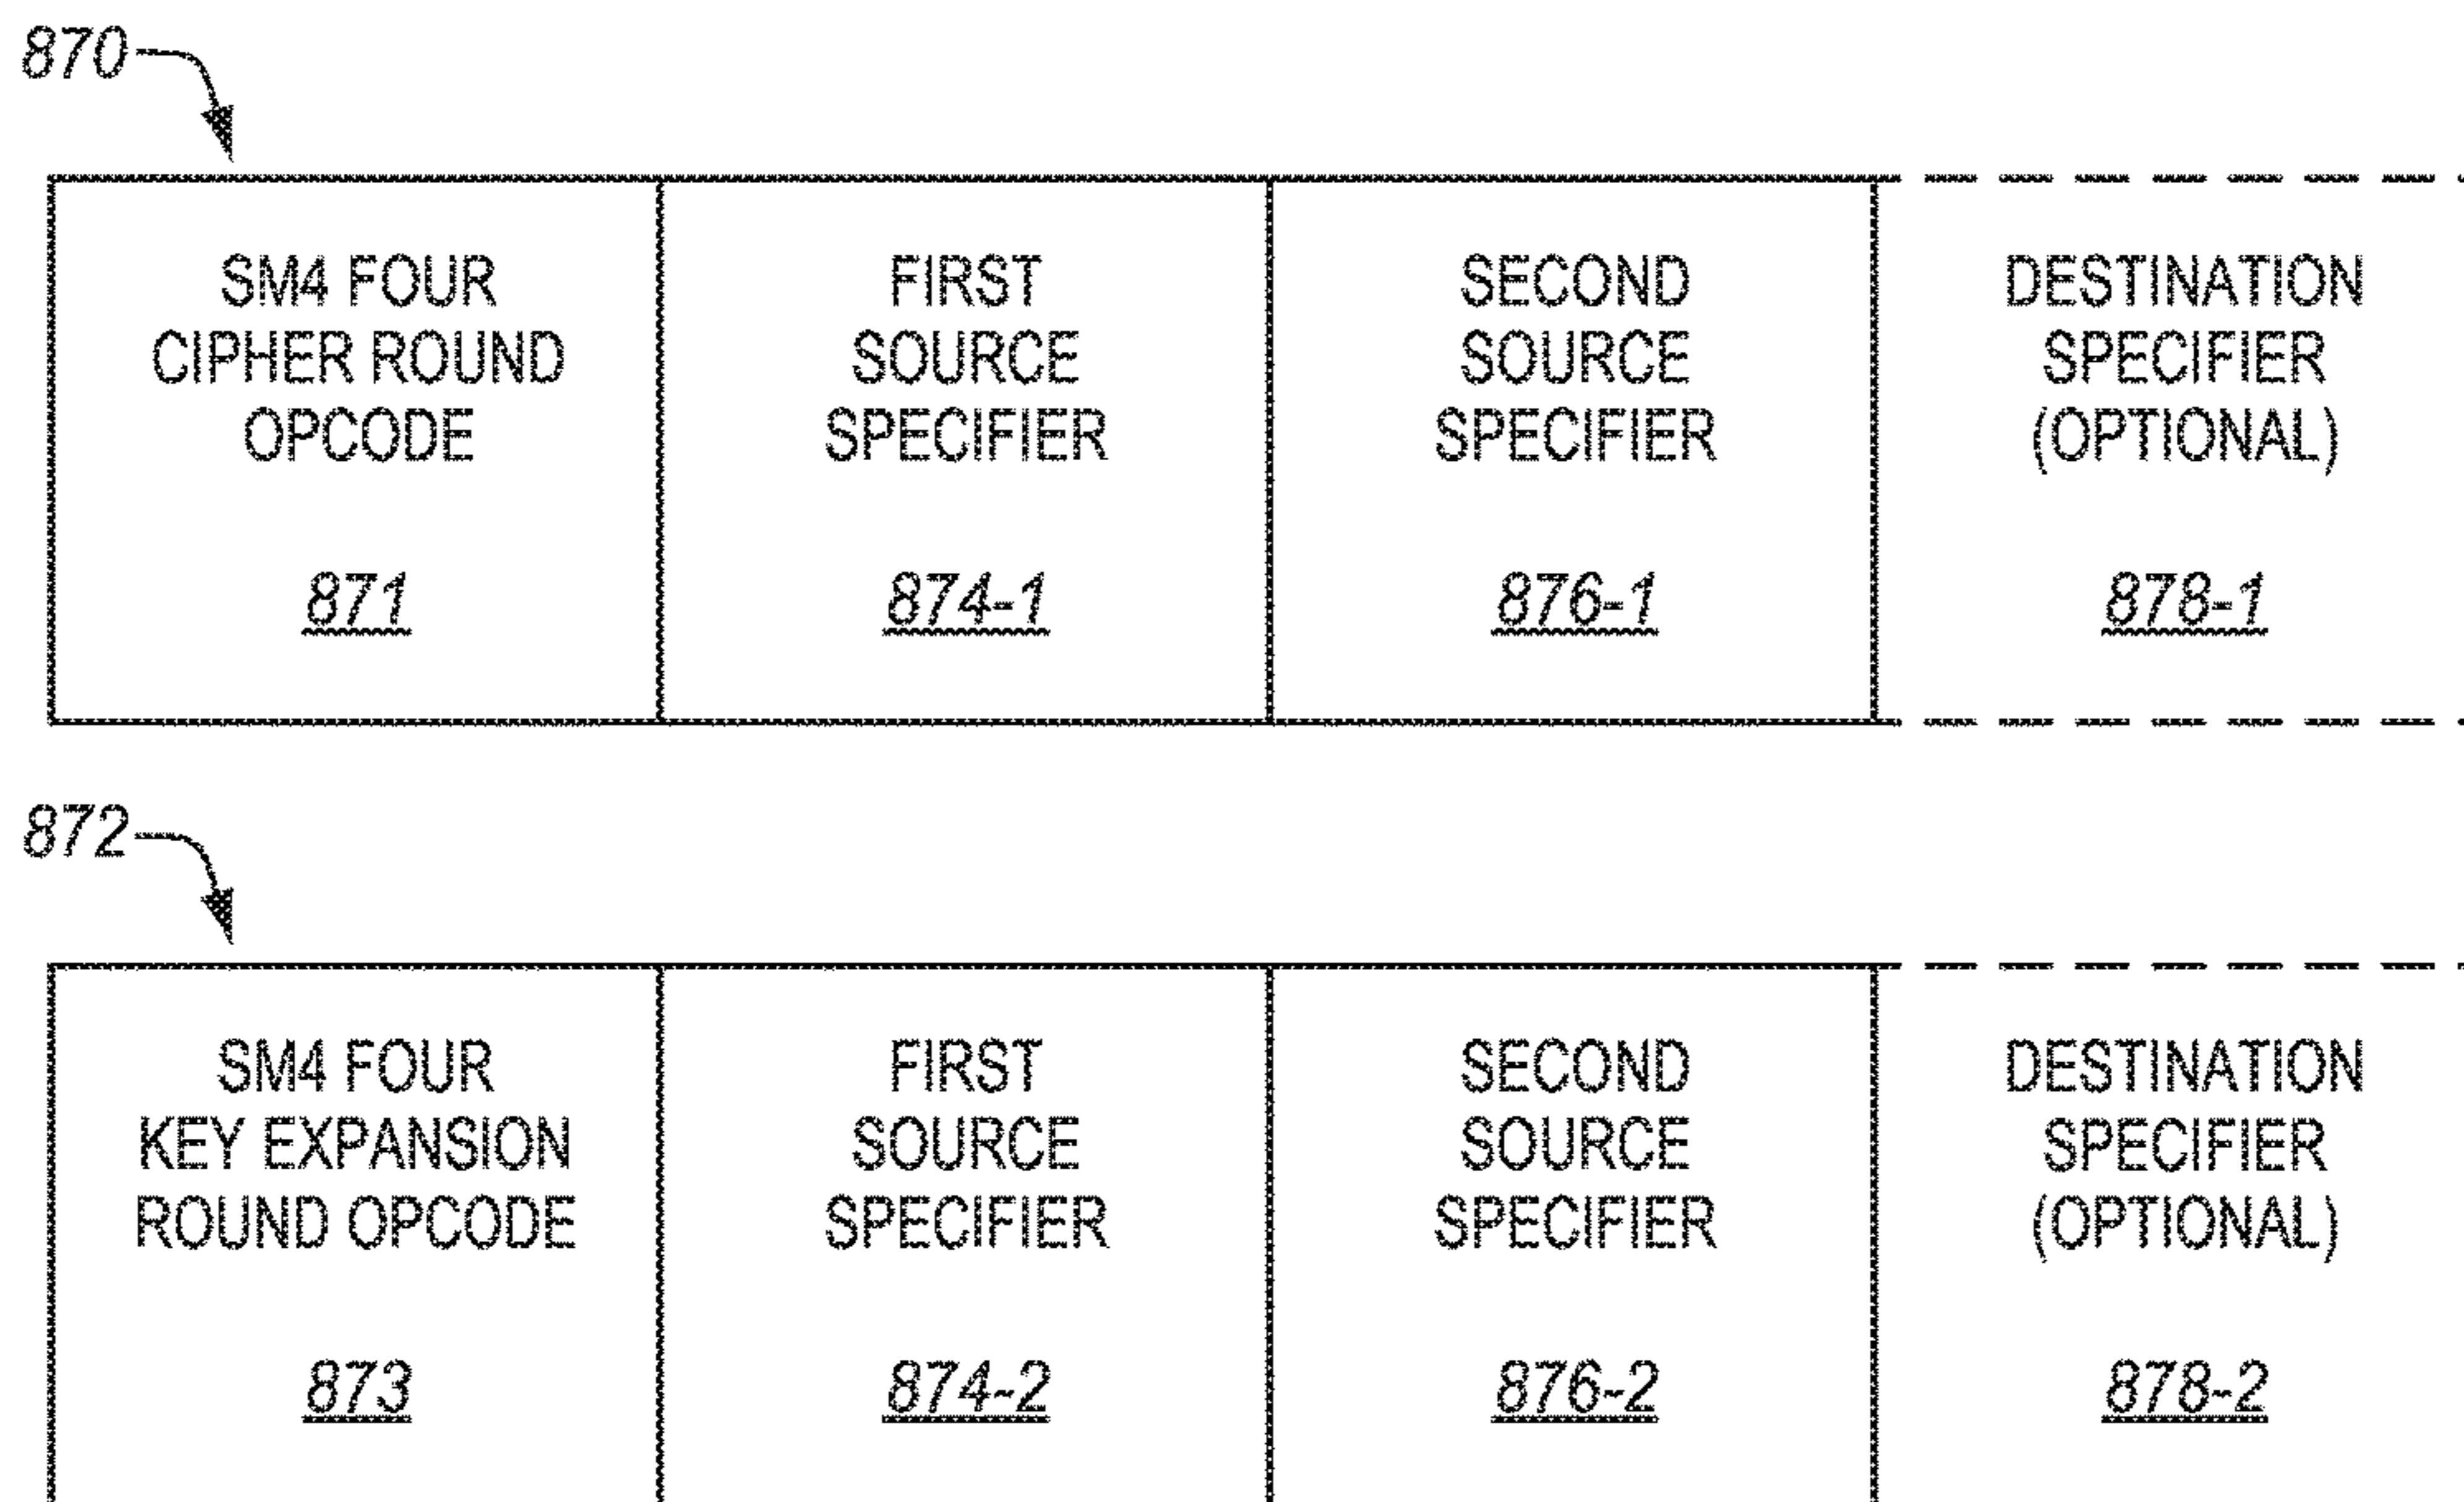 870
SM4 FOUR
CIPHER ROUND
OPCODE
871
FIRST
SOURCE
SPECIFIER
874-1
SECOND
SOURCE
SPECIFIER
876-1
DESTINATION
SPECIFIER
(OPTIONAL)
878-1
872
SM4 FOUR
KEY EXPANSION
ROUND OPCODE
873
FIRST
SOURCE
SPECIFIER
874-2
SECOND
SOURCE
SPECIFIER
876-2
DESTINATION
SPECIFIER
(OPTIONAL)
878-2